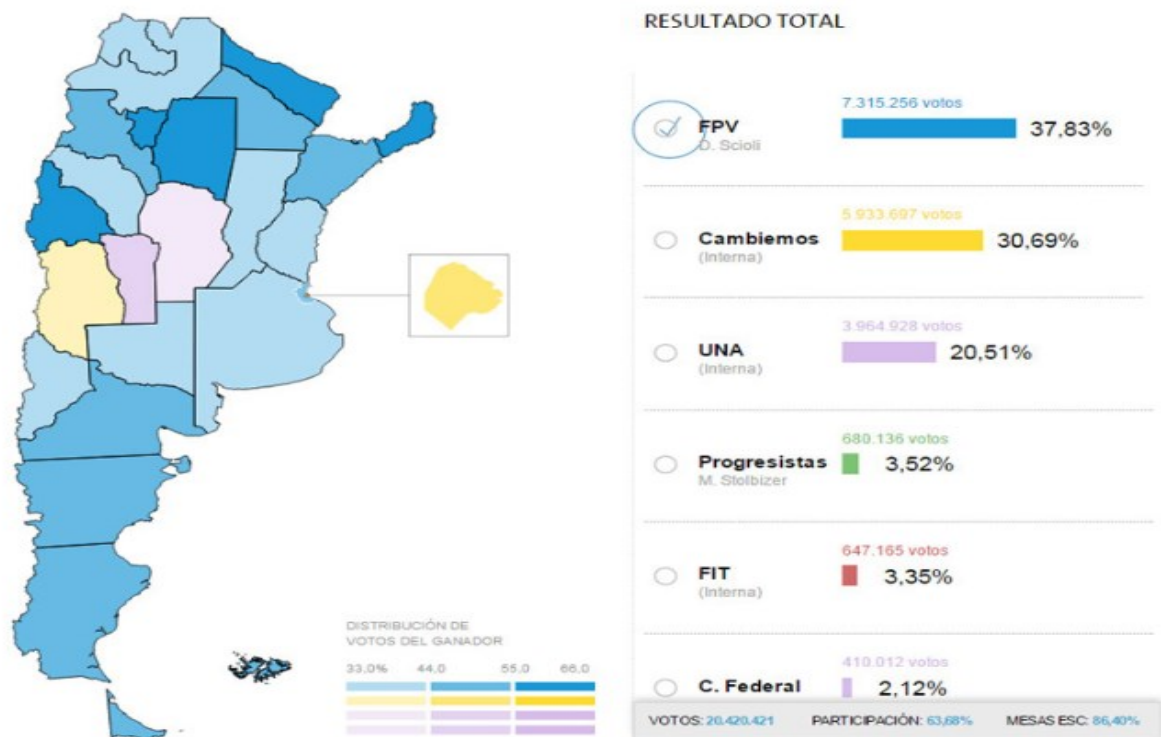 RESULTADO TOTAL
7.315.256 votos
FPV
37,83%
D. Scioli
5.933.697 votos
Cambiemos
30,69%
(Interna)
3.964.928 votos
UNA
20,51%
(Interna)
680.136 votos
Progresistas
3,52%
M. Stolbizer
647.165 votos
FIT
3,35%
(Interna)
410.012 votos
C. Federal
2,12%
DISTRIBUCIÓN DE
VOTOS DEL GANADOR
33,0% 44,0 55,0 66,0
VOTOS: 20.420.421 PARTICIPACIÓN: 63,68% MESAS ESC: 86,40%